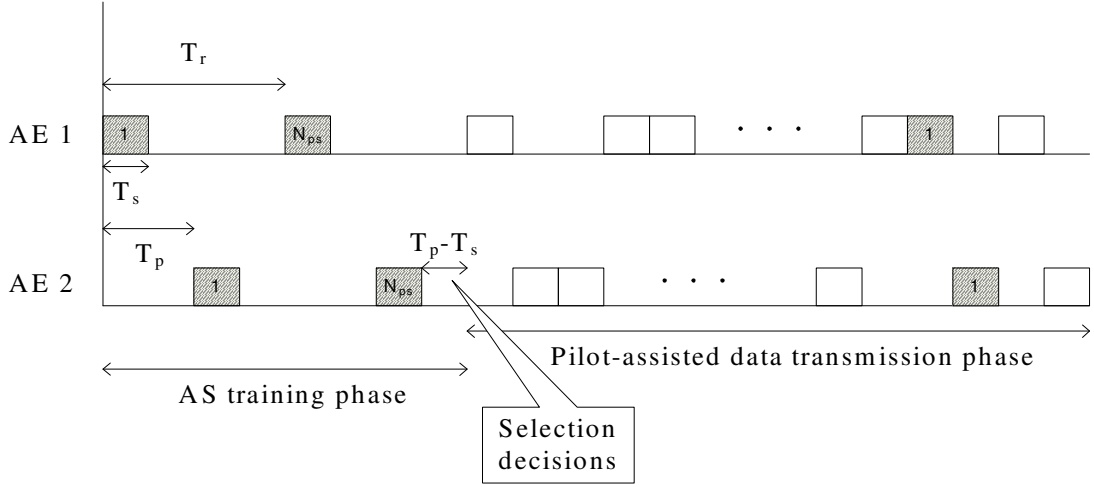 T_r
AE 1
1
N_ps
. . .
1
T_s
T_p
T_p-T_s
AE 2
1
N_ps
. . .
1
Pilot-assisted data transmission phase
AS training phase
Selection
decisions